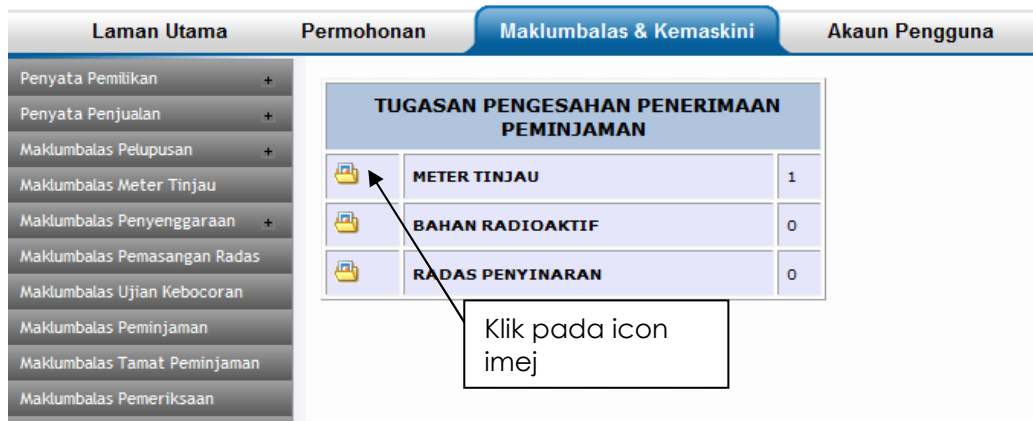 Laman Utama Permohonan Maklumbalas & Kemaskini Akaun Pengguna
Penyata Pemilikan +
Penyata Penjualan +
Maklumbalas Pelupusan +
Maklumbalas Meter Tinjau
Maklumbalas Penyenggaraan +
Maklumbalas Pemasangan Radas
Maklumbalas Ujian Kebocoran
Maklumbalas Peminjaman
Maklumbalas Tamat Peminjaman
Maklumbalas Pemeriksaan
TUGASAN PENGESAHAN PENERIMAAN
PEMINJAMAN
METER TINJAU 1
BAHAN RADIOAKTIF 0
RADAS PENYINARAN 0
Klik pada icon
imej